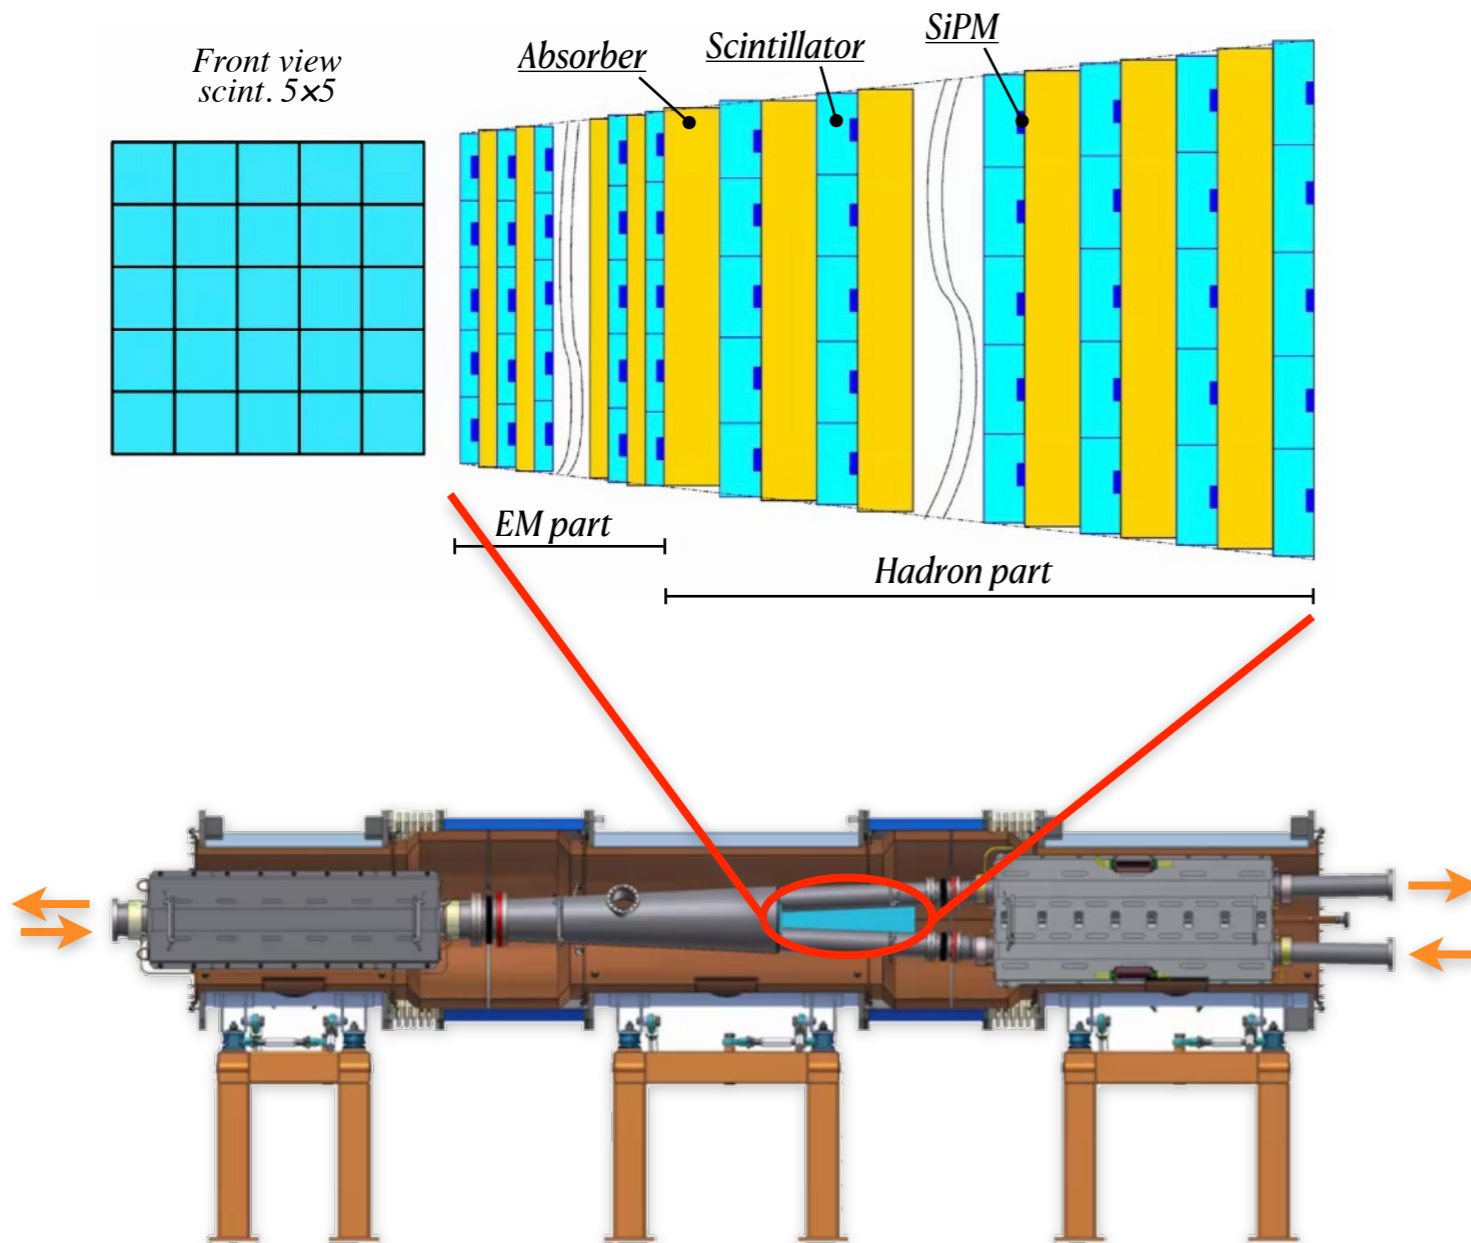 Front view
scint. 5×5
Absorber
Scintillator
SiPM
EM part
Hadron part